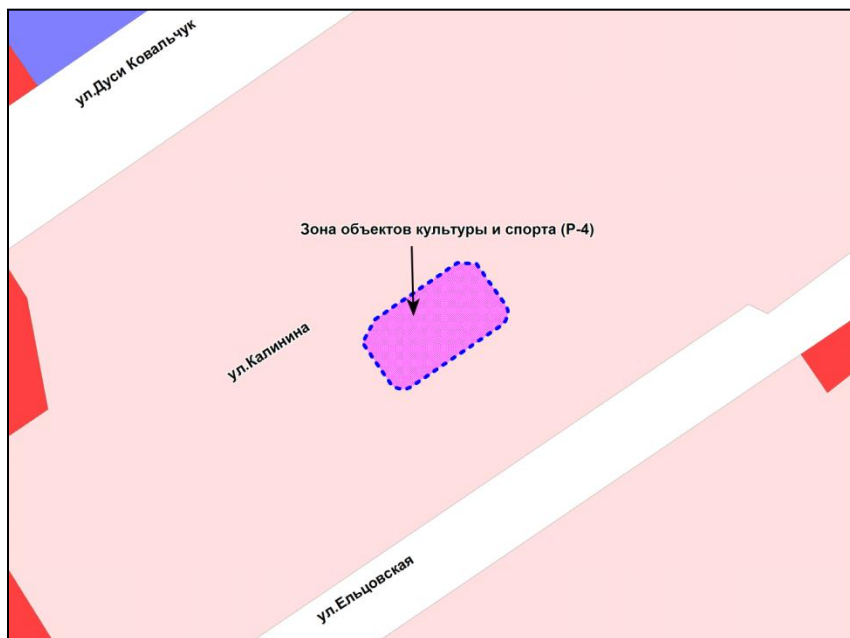 ул.Дуси Ковальчук
Зона объектов культуры и спорта (Р-4)
ул.Калинина
ул.Ельцовская